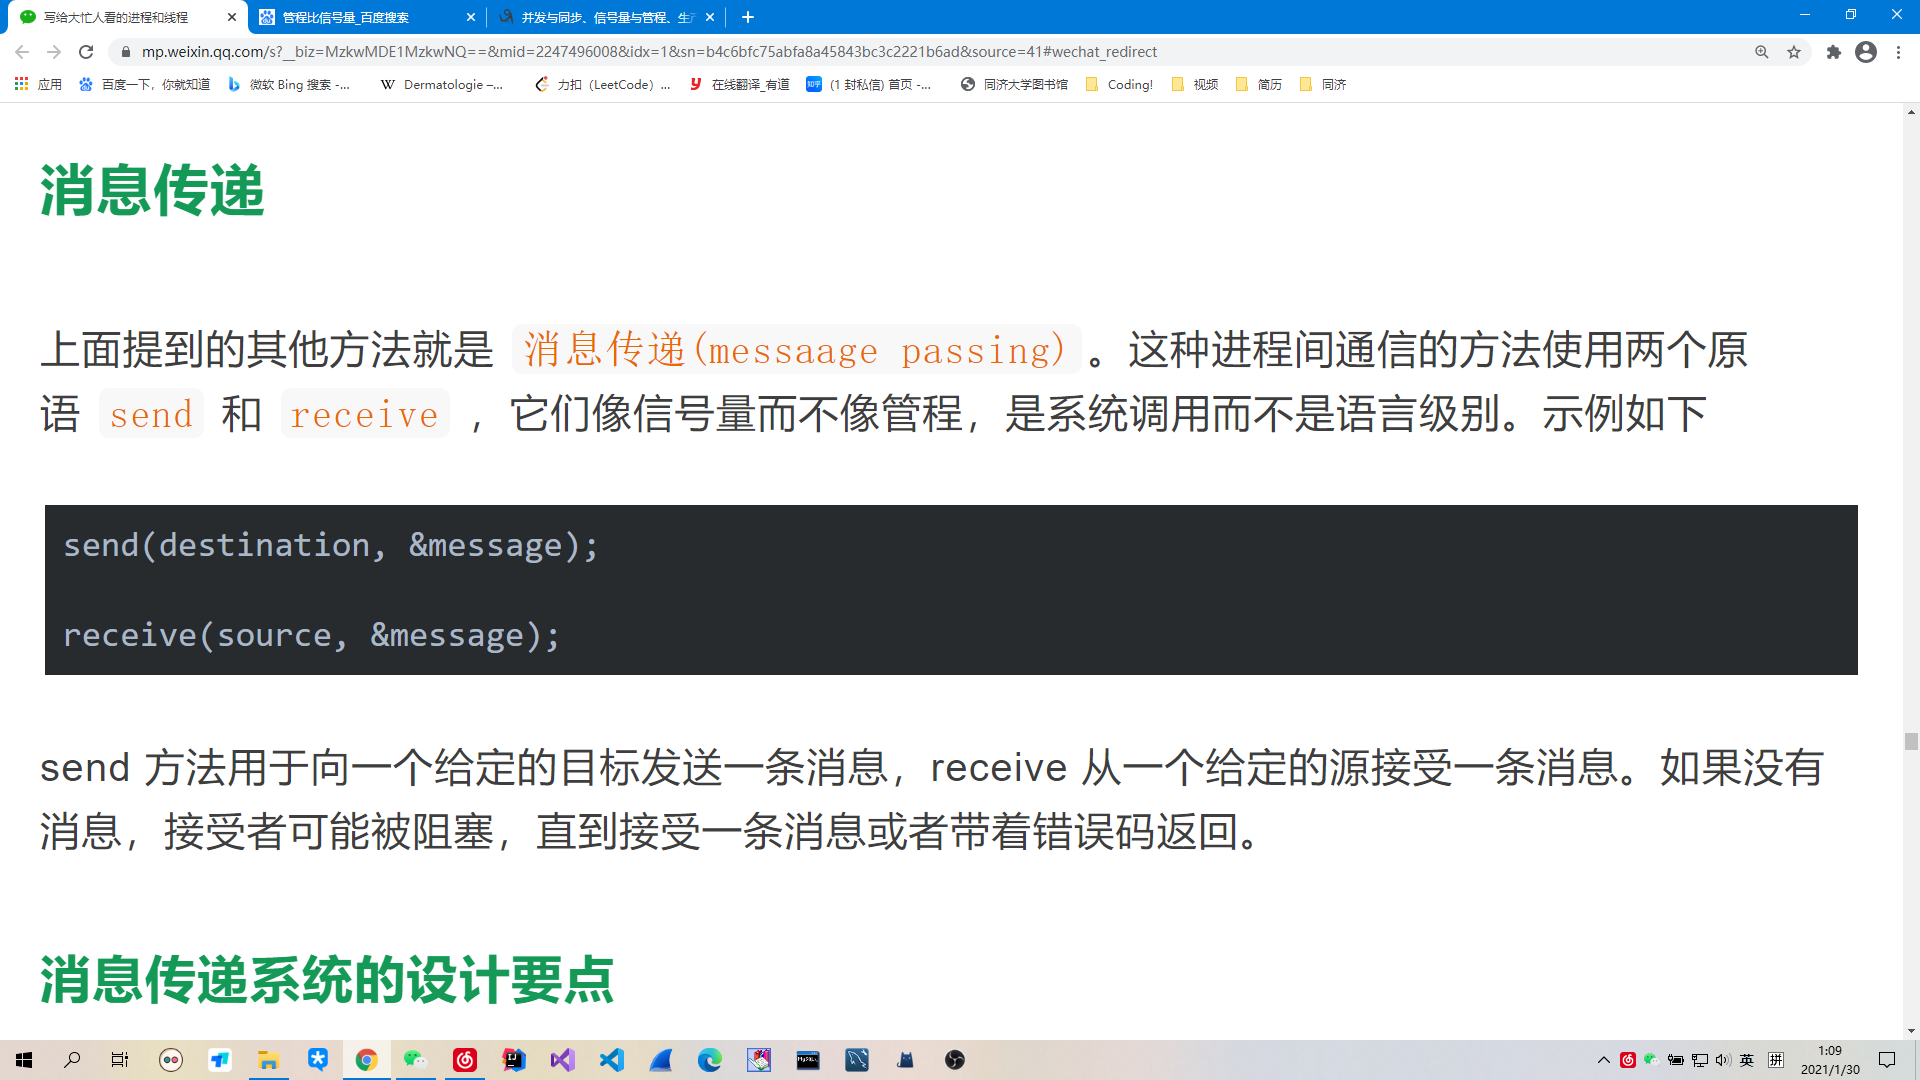 写给大忙人看的进程和线程
管程比信号量_百度搜索
并发与同步、信号量与管程、生产
mp.weixin.qq.com/s?__biz=MzkwMDE1MzkwNQ==&mid=2247496008&idx=1&sn=b4c6bfc75abfa8a45843bc3c2221b6ad&source=41#wechat_redirect
应用
百度一下，你就知道
微软 Bing 搜索 -...
Dermatologie –...
力扣（LeetCode）...
在线翻译_有道
(1 封私信) 首页 -...
同济大学图书馆
Coding!
视频
简历
同济
消息传递
上面提到的其他方法就是 消息传递(messaage passing) 。这种进程间通信的方法使用两个原
语 send 和 receive ，它们像信号量而不像管程，是系统调用而不是语言级别。示例如下
send(destination, &message);
receive(source, &message);
send 方法用于向一个给定的目标发送一条消息，receive 从一个给定的源接受一条消息。如果没有
消息，接受者可能被阻塞，直到接受一条消息或者带着错误码返回。
消息传递系统的设计要点
英
拼
1:09
2021/1/30